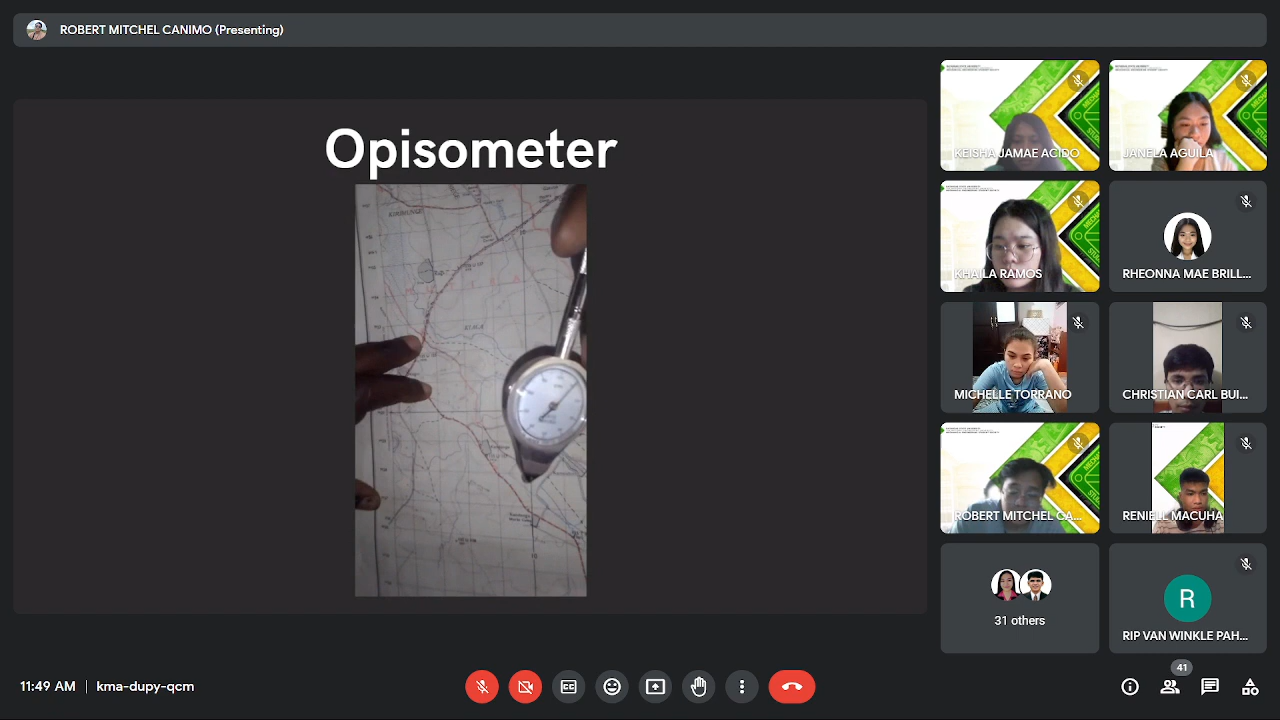 ROBERT MITCHEL CANIMO (Presenting)
Opisometer
KEISHA JAMAE ACIDO
JANELA AGUILA
KHAILA RAMOS
RHEONNA MAE BRILL...
MICHELLE TORRANO
CHRISTIAN CARL BUI...
ROBERT MITCHEL CA...
RENIELL MACUHA
31 others
R
RIP VAN WINKLE PAH...
11:49 AM
kma-dupy-qcm
41